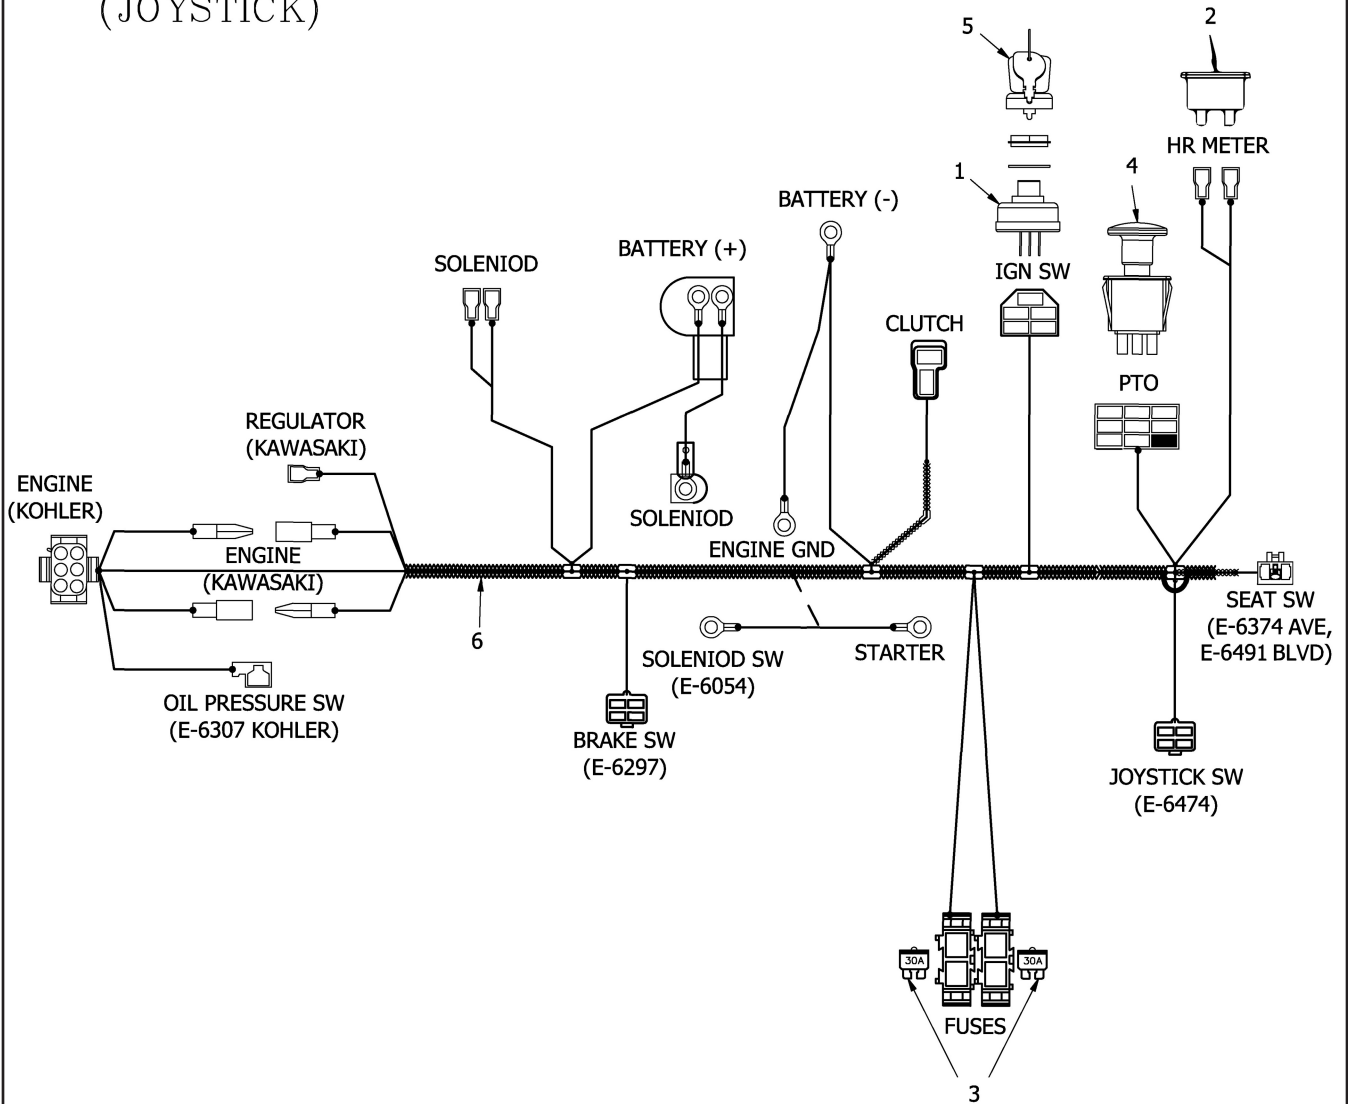 (JOYSTICK)
5
2
HR METER
1
4
BATTERY (-)
IGN SW
BATTERY (+)
SOLENIOD
CLUTCH
PTO
REGULATOR
(KAWASAKI)
ENGINE
(KOHLER)
SOLENIOD
ENGINE GND
ENGINE
(KAWASAKI)
6
SOLENIOD SW
(E-6054)
STARTER
SEAT SW
(E-6374 AVE,
E-6491 BLVD)
OIL PRESSURE SW
(E-6307 KOHLER)
BRAKE SW
(E-6297)
JOYSTICK SW
(E-6474)
30A
30A
FUSES
3